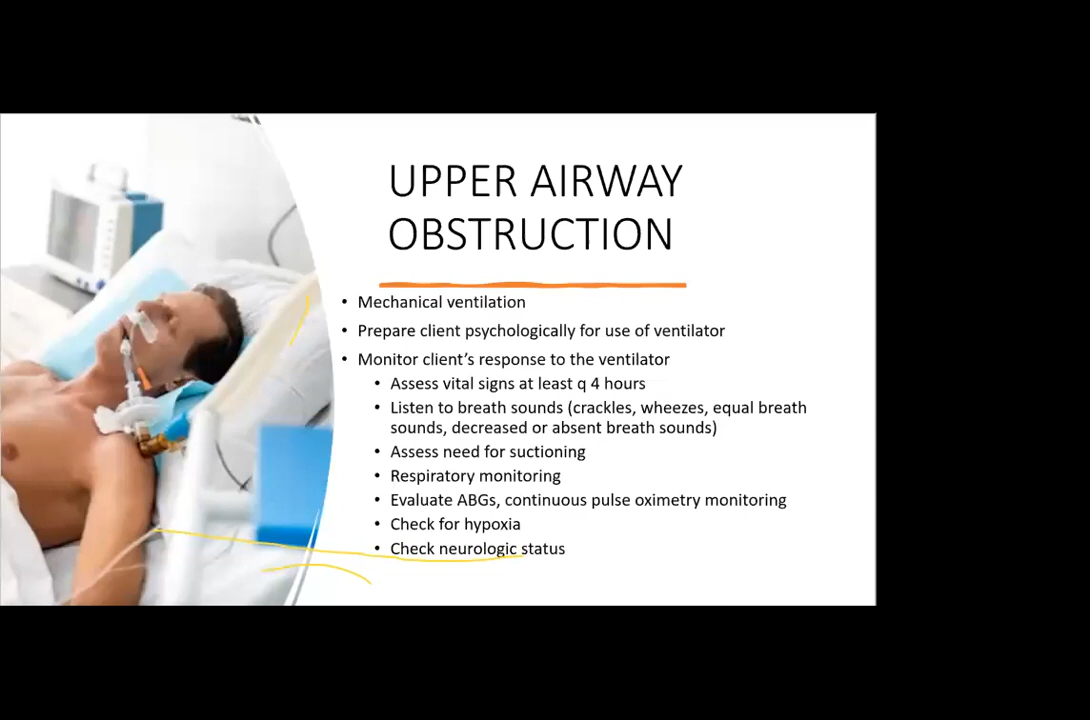 UPPER AIRWAY
OBSTRUCTION
• Mechanical ventilation
• Prepare client psychologically for use of ventilator
• Monitor client’s response to the ventilator
• Assess vital signs at least q 4 hours
• Listen to breath sounds (crackles, wheezes, equal breath
sounds, decreased or absent breath sounds)
• Assess need for suctioning
• Respiratory monitoring
• Evaluate ABGs, continuous pulse oximetry monitoring
• Check for hypoxia
• Check neurologic status